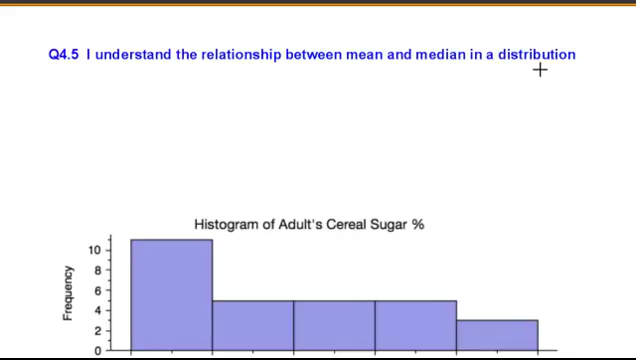 Q4.5 I understand the relationship between mean and median in a distribution
Histogram of Adult's Cereal Sugar %
Frequency
10
8
6
4
2
0